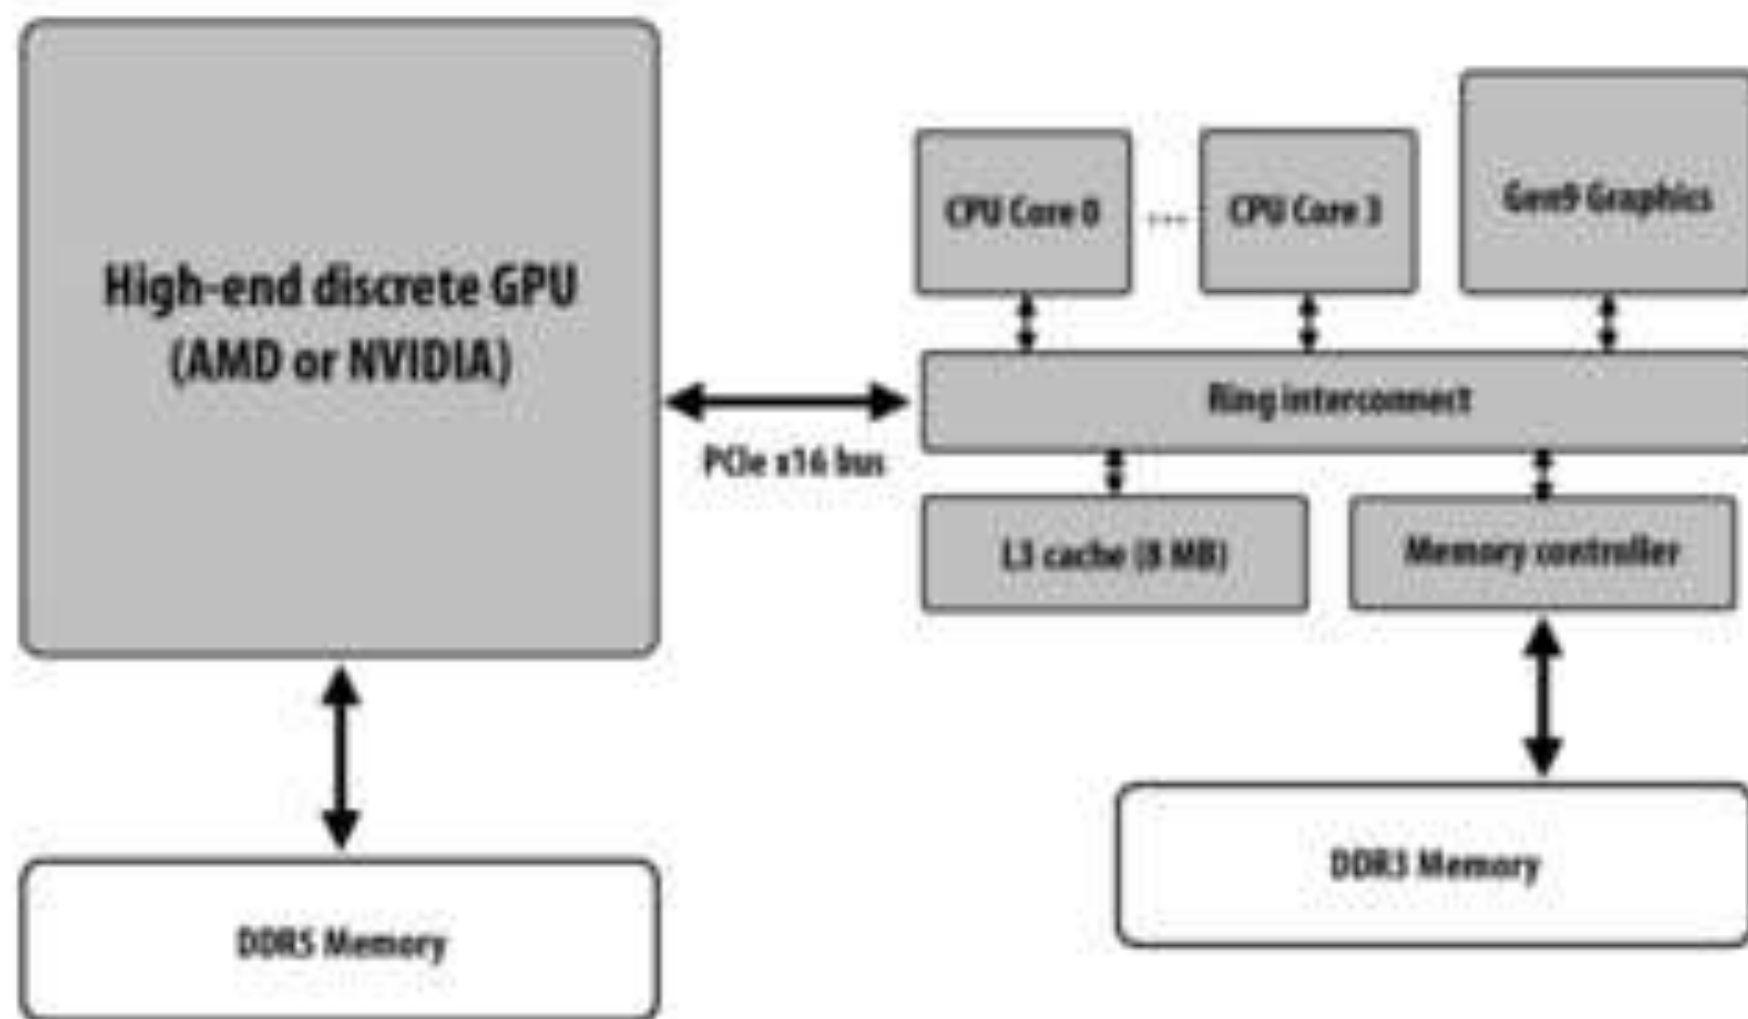 High-end discrete GPU
(AMD or NVIDIA)
PCIe x16 bus
CPU Core 0
...
CPU Core 3
Gen9 Graphics
Ring interconnect
L3 cache (8 MB)
Memory controller
DDR5 Memory
DDR3 Memory